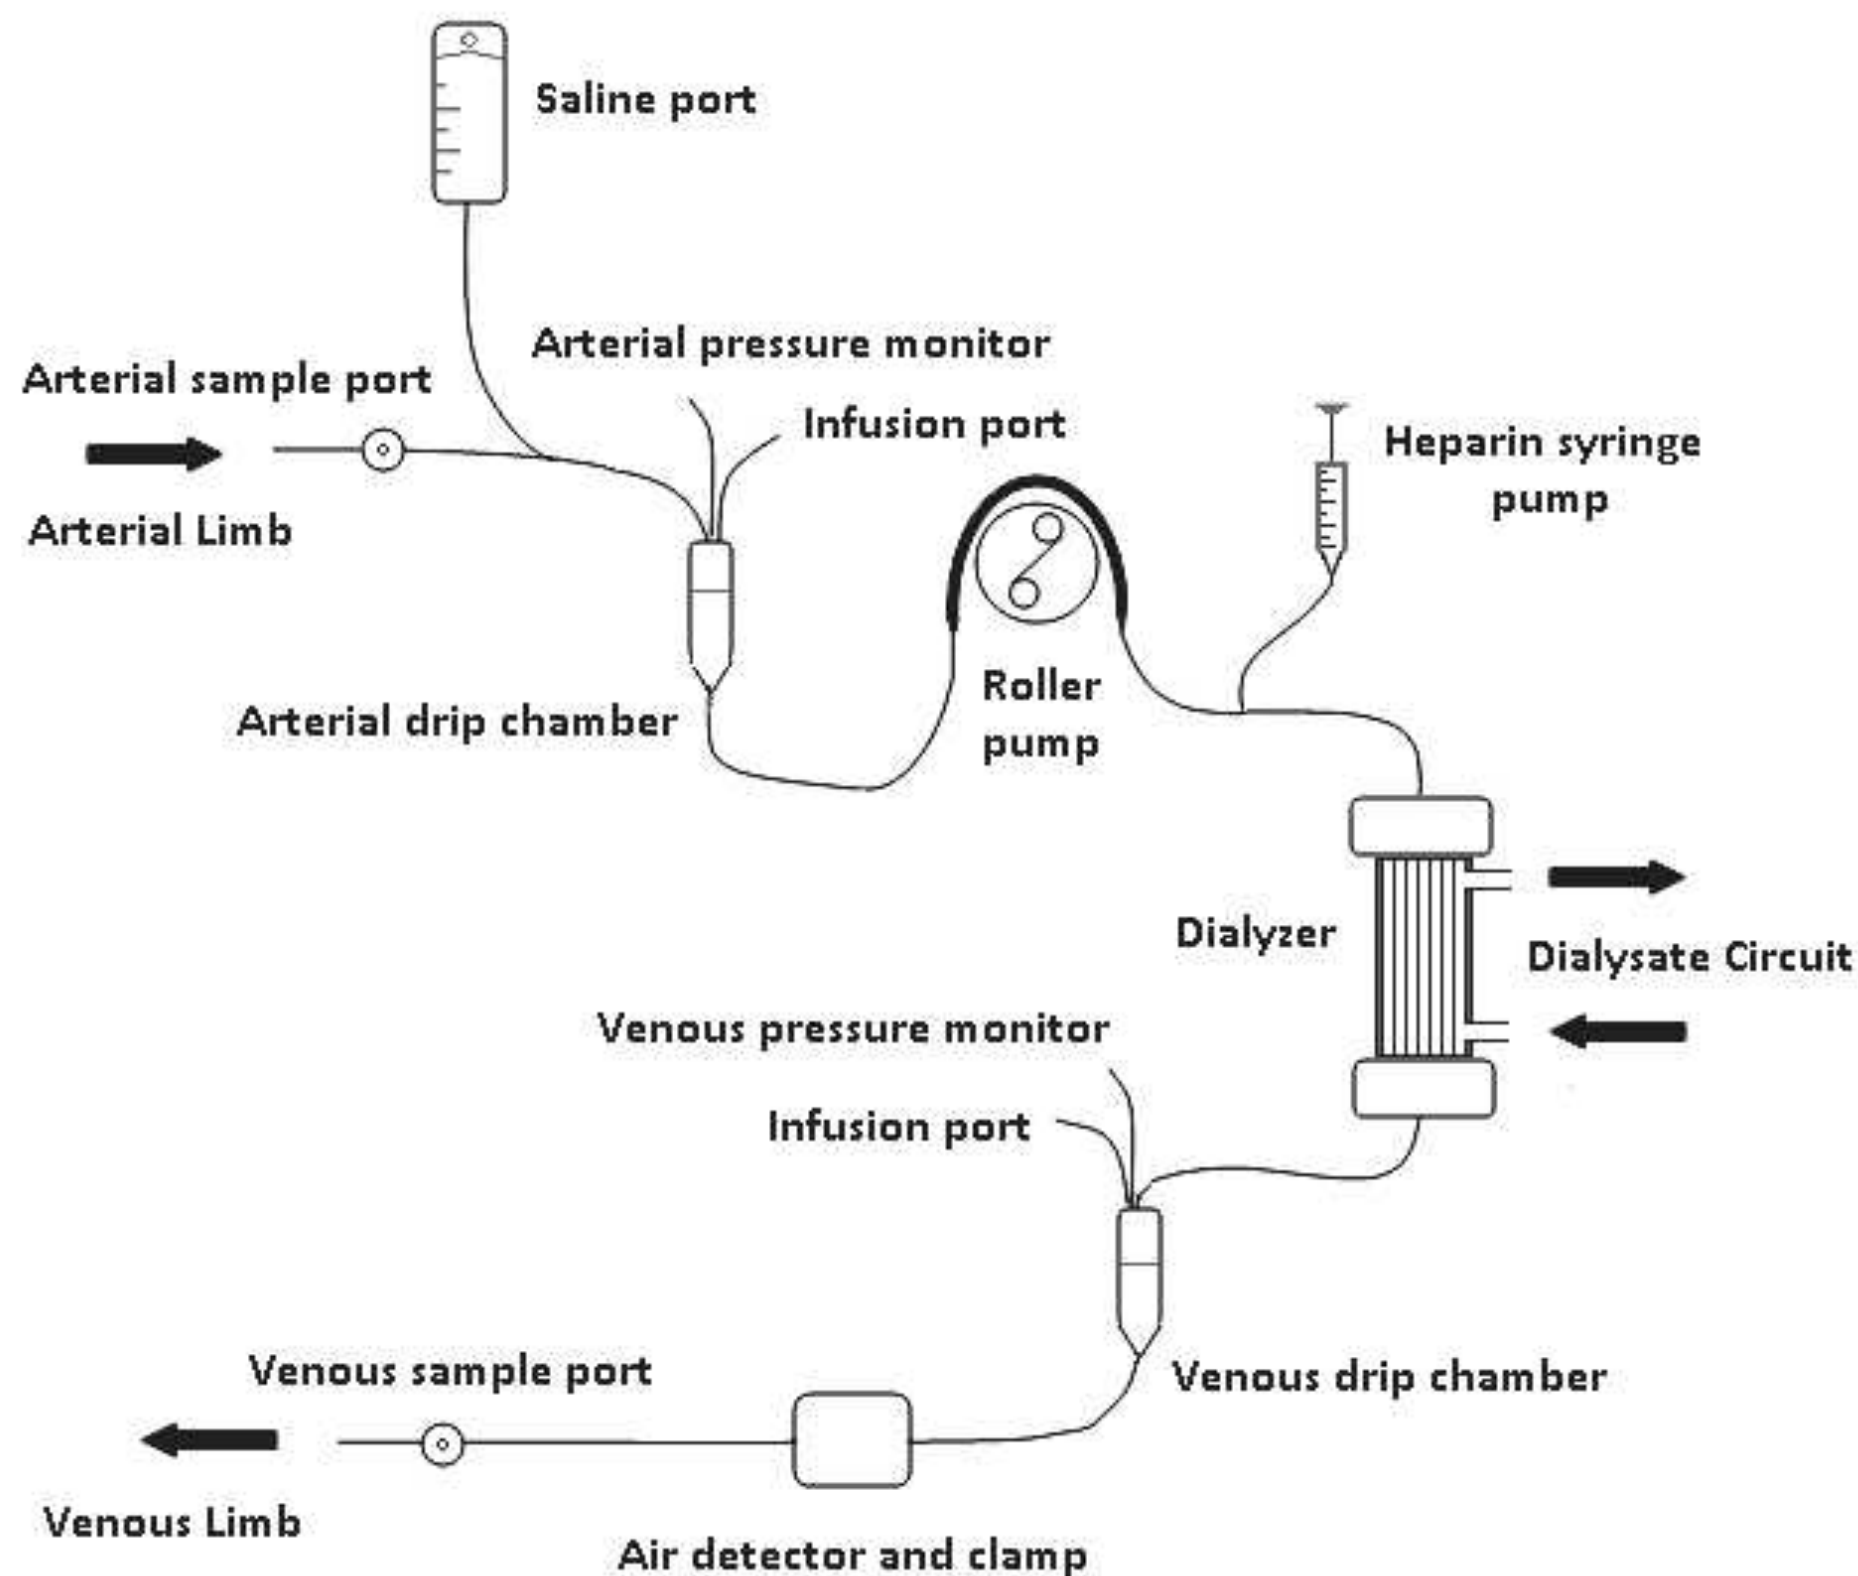 Saline port
Arterial pressure monitor
Arterial sample port
Infusion port
Heparin syringe
pump
Arterial Limb
Roller
pump
Arterial drip chamber
Dialyzer
Dialysate Circuit
Venous pressure monitor
Infusion port
Venous sample port
Venous drip chamber
Venous Limb
Air detector and clamp